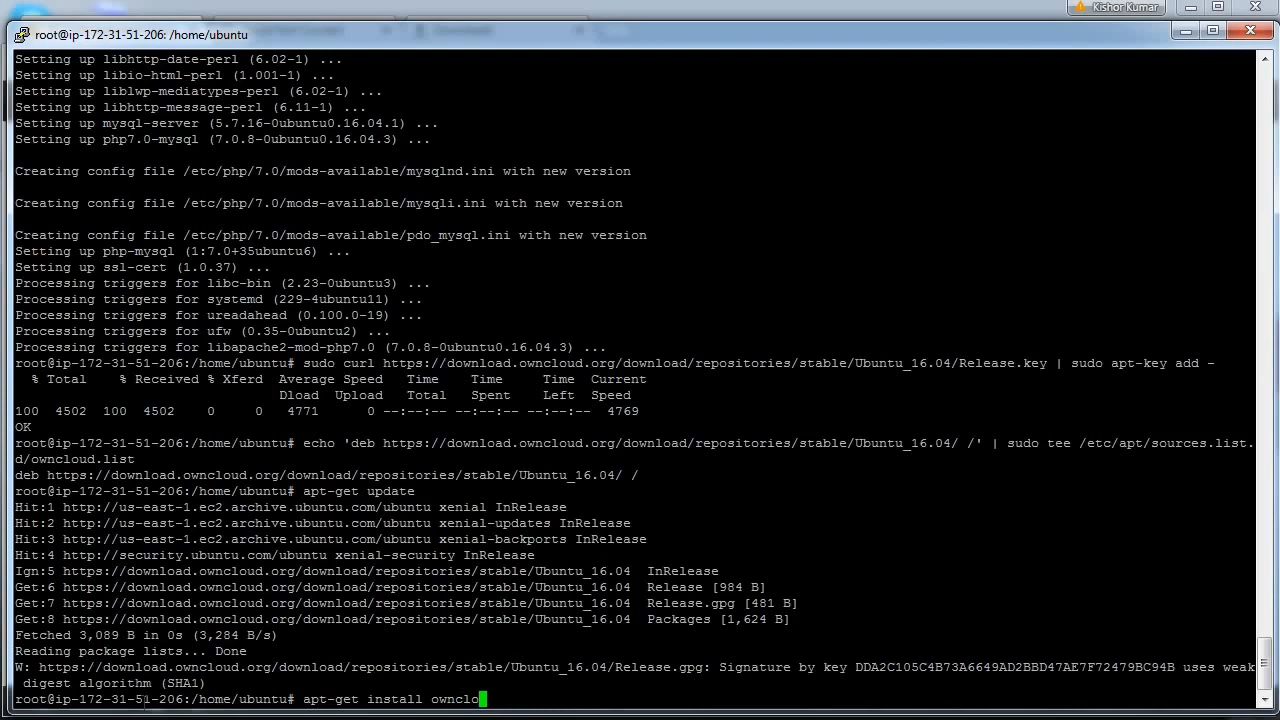 Kishor Kumar
root@ip-172-31-51-206: /home/ubuntu
Setting up libhttp-date-perl (6.02-1) ...
Setting up libio-html-perl (1.001-1) ...
Setting up liblwp-mediatypes-perl (6.02-1) ...
Setting up libhttp-message-perl (6.11-1) ...
Setting up mysql-server (5.7.16-0ubuntu0.16.04.1) ...
Setting up php7.0-mysql (7.0.8-0ubuntu0.16.04.3) ...
Creating config file /etc/php/7.0/mods-available/mysqlnd.ini with new version
Creating config file /etc/php/7.0/mods-available/mysqli.ini with new version
Creating config file /etc/php/7.0/mods-available/pdo_mysql.ini with new version
Setting up php-mysql (1:7.0+35ubuntu6) ...
Setting up ssl-cert (1.0.37) ...
Processing triggers for libc-bin (2.23-0ubuntu3) ...
Processing triggers for systemd (229-4ubuntu11) ...
Processing triggers for ureadahead (0.100.0-19) ...
Processing triggers for ufw (0.35-0ubuntu2) ...
Processing triggers for libapache2-mod-php7.0 (7.0.8-0ubuntu0.16.04.3) ...
root@ip-172-31-51-206:/home/ubuntu# sudo curl https://download.owncloud.org/download/repositories/stable/Ubuntu_16.04/Release.key | sudo apt-key add -
% Total % Received % Xferd Average Speed Time Time Time Current
Dload Upload Total Spent Left Speed
100 4502 100 4502 0 0 4771 0 --:--:-- --:--:-- --:--:-- 4769
OK
root@ip-172-31-51-206:/home/ubuntu# echo 'deb https://download.owncloud.org/download/repositories/stable/Ubuntu_16.04/ /' | sudo tee /etc/apt/sources.list.
d/owncloud.list
deb https://download.owncloud.org/download/repositories/stable/Ubuntu_16.04/ /
root@ip-172-31-51-206:/home/ubuntu# apt-get update
Hit:1 http://us-east-1.ec2.archive.ubuntu.com/ubuntu xenial InRelease
Hit:2 http://us-east-1.ec2.archive.ubuntu.com/ubuntu xenial-updates InRelease
Hit:3 http://us-east-1.ec2.archive.ubuntu.com/ubuntu xenial-backports InRelease
Hit:4 http://security.ubuntu.com/ubuntu xenial-security InRelease
Ign:5 https://download.owncloud.org/download/repositories/stable/Ubuntu_16.04 InRelease
Get:6 https://download.owncloud.org/download/repositories/stable/Ubuntu_16.04 Release [984 B]
Get:7 https://download.owncloud.org/download/repositories/stable/Ubuntu_16.04 Release.gpg [481 B]
Get:8 https://download.owncloud.org/download/repositories/stable/Ubuntu_16.04 Packages [1,624 B]
Fetched 3,089 B in 0s (3,284 B/s)
Reading package lists... Done
W: https://download.owncloud.org/download/repositories/stable/Ubuntu_16.04/Release.gpg: Signature by key DDA2C105C4B73A6649AD2BBD47AE7F72479BC94B uses weak
digest algorithm (SHA1)
root@ip-172-31-51-206:/home/ubuntu# apt-get install ownclo